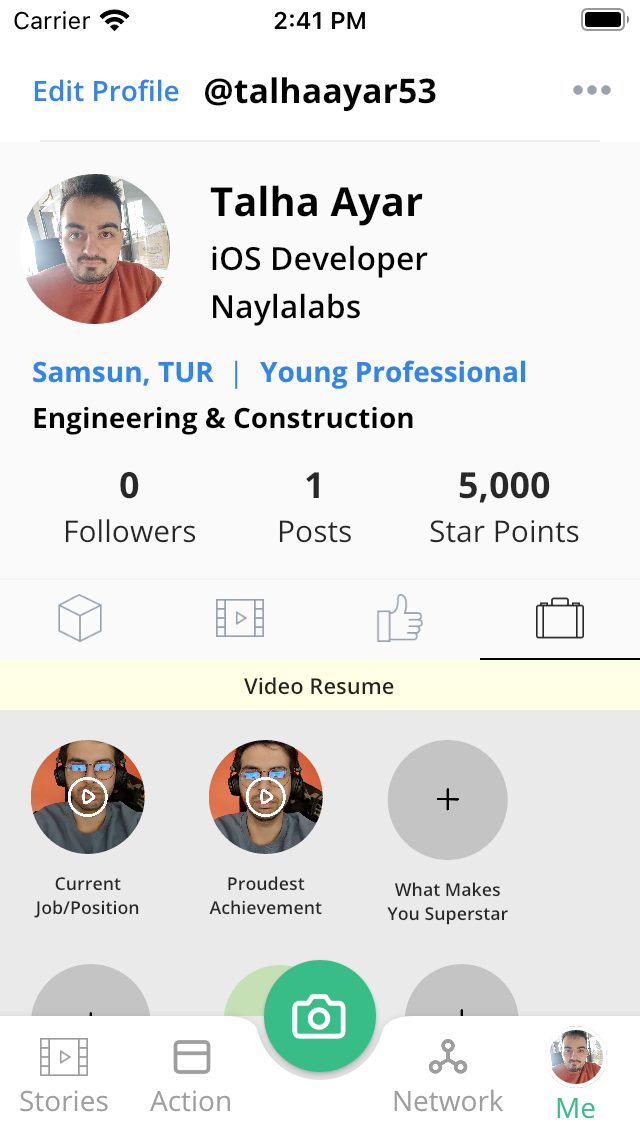 Carrier 2:41 PM
Edit Profile @talhaayar53
Talha Ayar
iOS Developer
Naylalabs
Samsun, TUR | Young Professional
Engineering & Construction
0 1 5,000
Followers Posts Star Points
Video Resume
Current Job/Position
Proudest Achievement
What Makes You Superstar
Stories Action Network Me